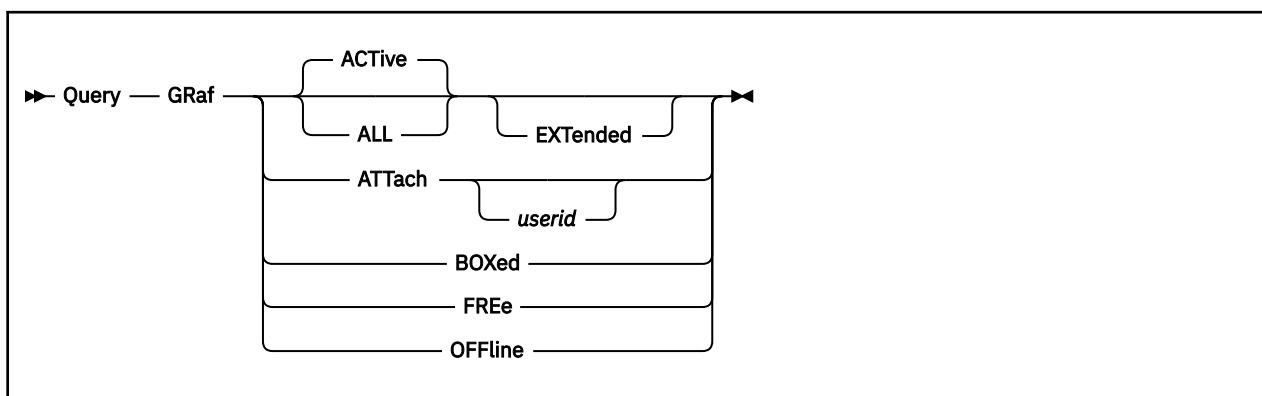 ACTive
Query GRaf
ALL
EXTended
ATTach
userid
BOXed
FREe
OFFline